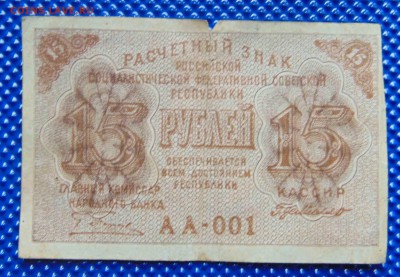 15 РАСЧЕТНЫЙ ЗНАК 15
РОССИЙСКОЙ
СОЦИАЛИСТИЧЕСКОЙ ФЕДЕРАТИВНОЙ СОВЕТСКОЙ
РЕСПУБЛИКИ
15 РУБЛЕЙ 15
ОБЕСПЕЧИВАЕТСЯ
ВСЕМ ДОСТОЯНИЕМ
РЕСПУБЛИКИ
ГЛАВНЫЙ КОМИССАР
НАРОДНОГО БАНКА.
КАССИР
АА-001